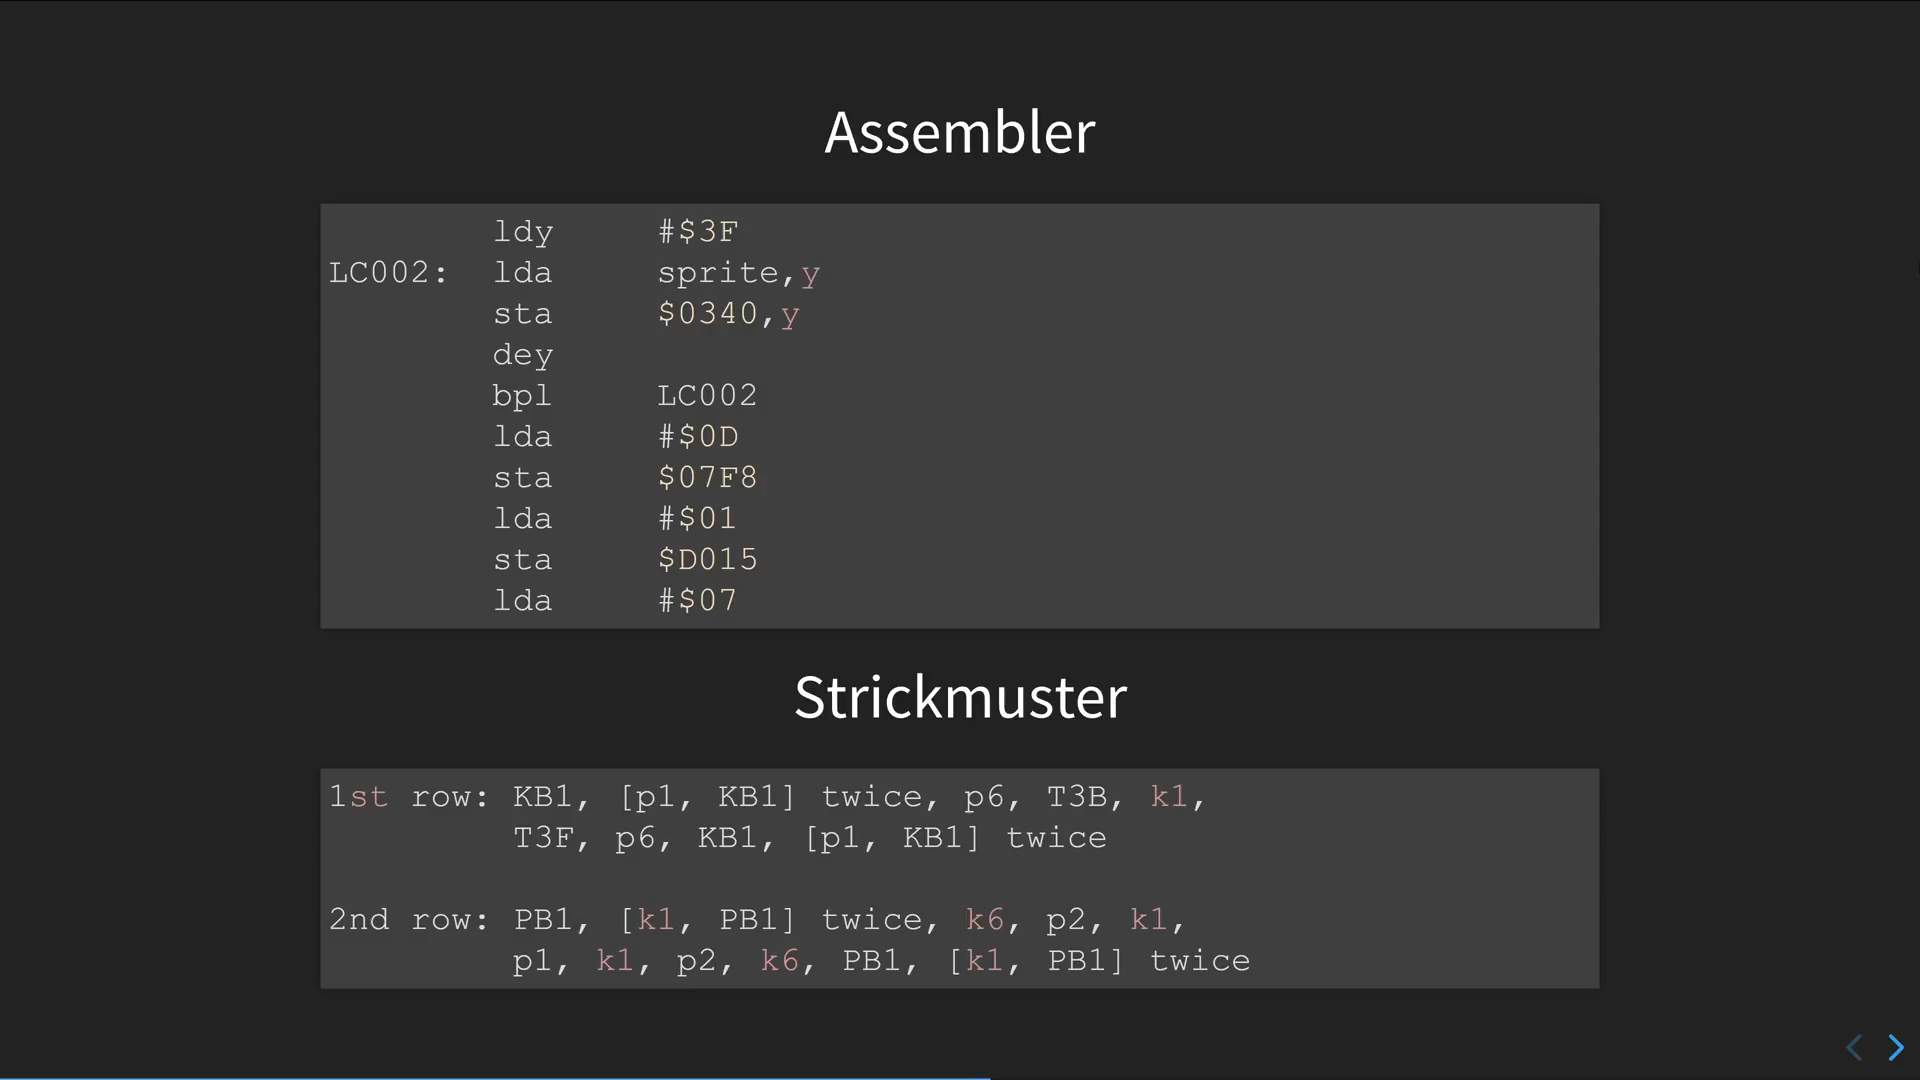 Assembler
ldy #$3F
LC002: lda sprite,y
sta $0340,y
dey
bpl LC002
lda #$0D
sta $07F8
lda #$01
sta $D015
lda #$07
Strickmuster
1st row: KB1, [p1, KB1] twice, p6, T3B, k1,
T3F, p6, KB1, [p1, KB1] twice
2nd row: PB1, [k1, PB1] twice, k6, p2, k1,
p1, k1, p2, k6, PB1, [k1, PB1] twice